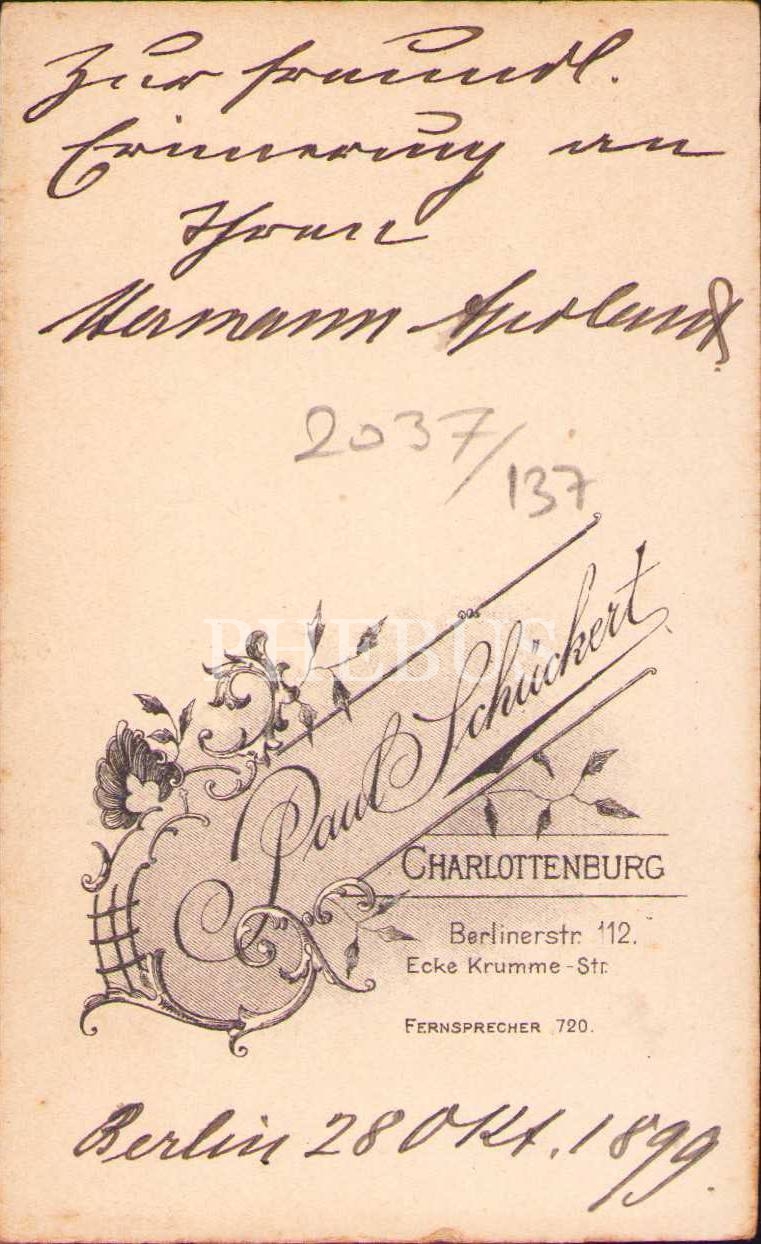 Zur freundl.
Erinnerung an
Ihren
Hermann
2037/137
PHEBUS
Paul Schückert
CHARLOTTENBURG
Berlinerstr. 112.
Ecke Krumme-Str.
FERNSPRECHER 720.
Berlin 28 Okt. 1899.